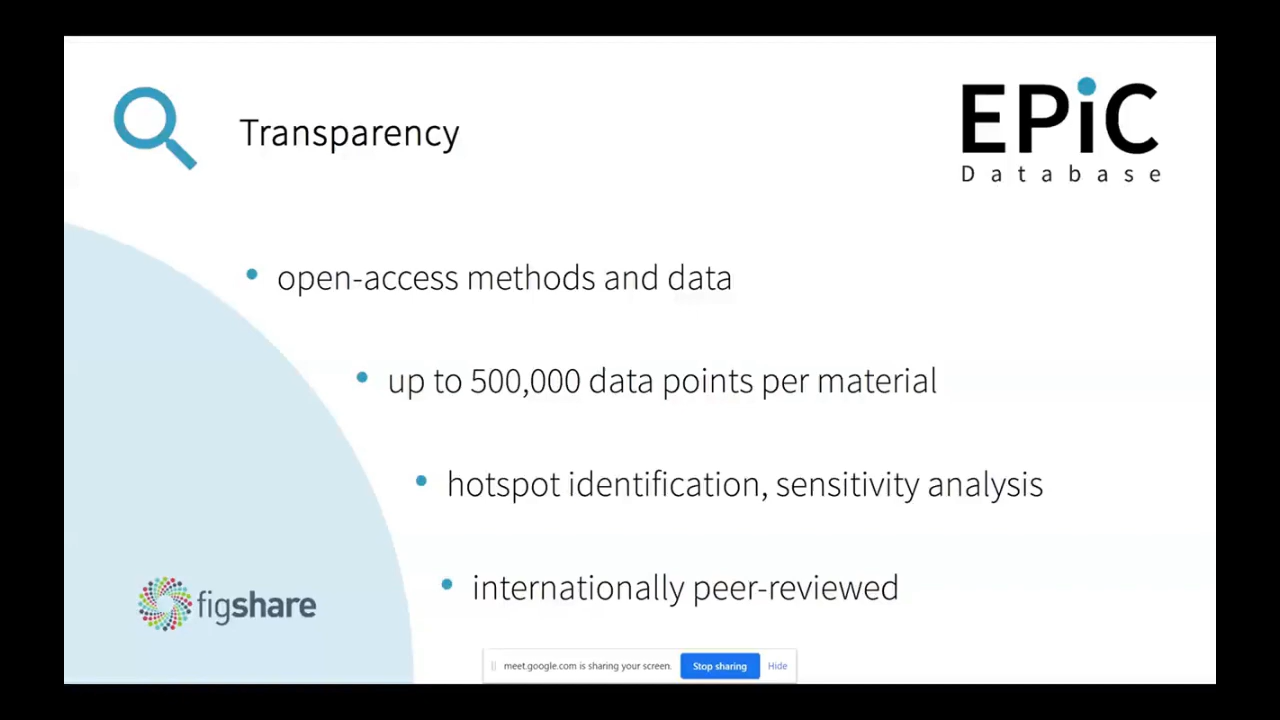 Transparency
EPiC
Database
open-access methods and data
up to 500,000 data points per material
hotspot identification, sensitivity analysis
internationally peer-reviewed
figshare
meet.google.com is sharing your screen. Stop sharing Hide